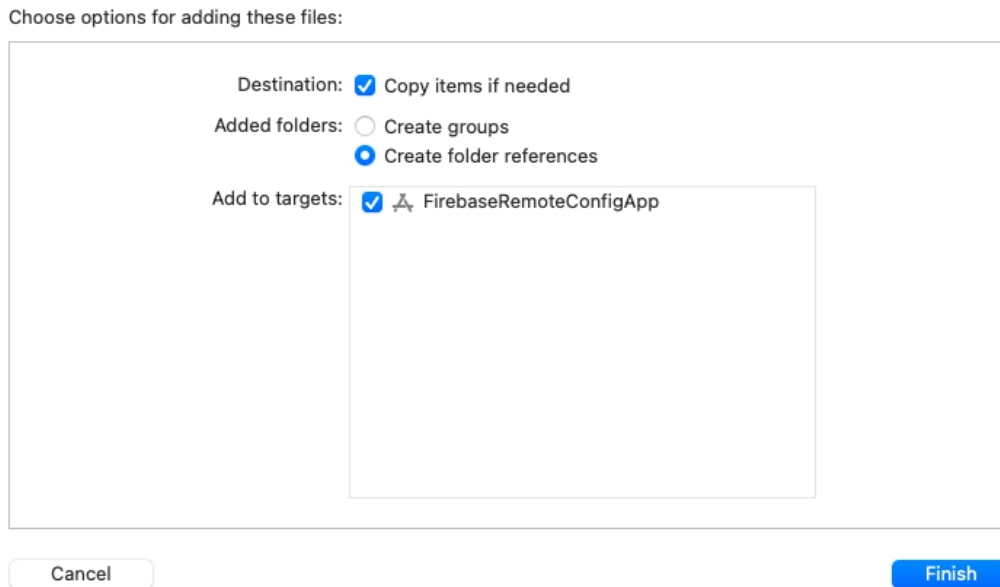 Choose options for adding these files:
Destination: Copy items if needed
Added folders: Create groups
Create folder references
Add to targets: FirebaseRemoteConfigApp
Cancel Finish